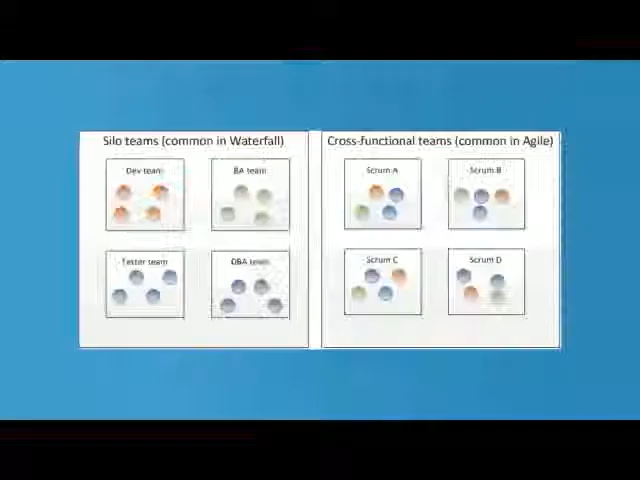 Silo teams (common in Waterfall)
Dev team
BA team
Tester team
DBA team
Cross-functional teams (common in Agile)
Scrum A
Scrum B
Scrum C
Scrum D